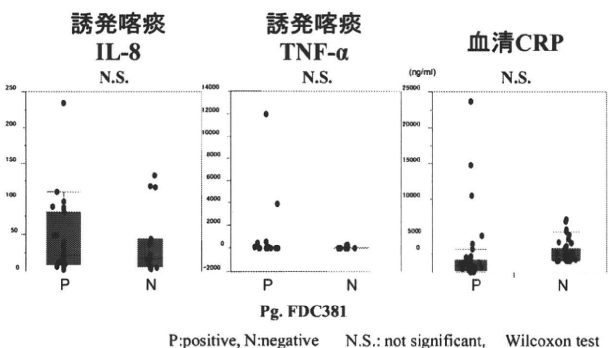 誘発喀痰
IL-8
N.S.
250
200
150
100
50
0
P
N
誘発喀痰
TNF-α
N.S.
14000
12000
10000
8000
6000
4000
2000
0
−2000
P
N
血清CRP
(ng/ml)
N.S.
25000
20000
15000
10000
5000
0
P
N
Pg. FDC381
P:positive, N:negative N.S.: not significant, Wilcoxon test